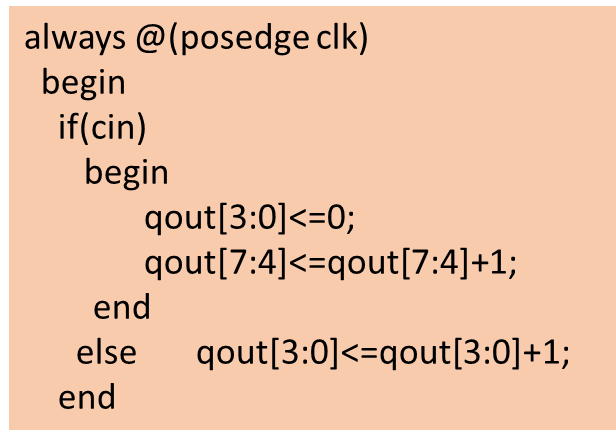 always @(posedge clk)
begin
if(cin)
begin
qout[3:0]<=0;
qout[7:4]<=qout[7:4]+1;
end
else qout[3:0]<=qout[3:0]+1;
end